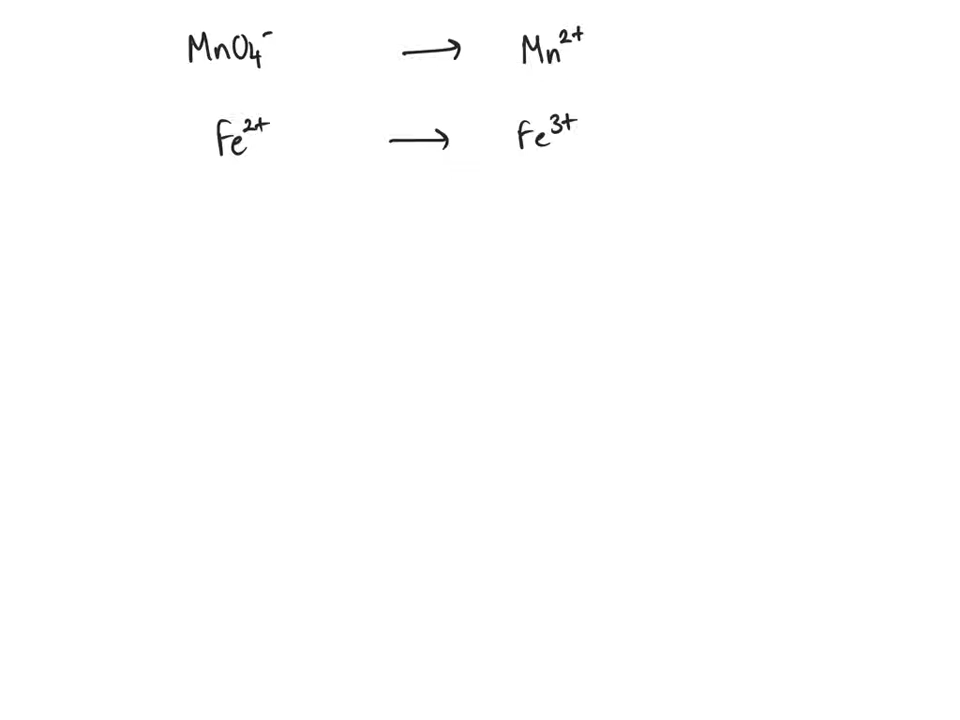 MnO₄⁻ → Mn²⁺
Fe²⁺ → Fe³⁺